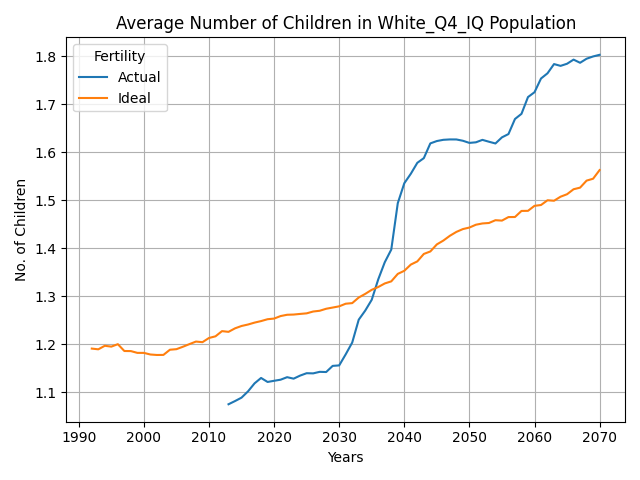 Average Number of Children in White_Q4_IQ Population
Fertility
Actual
Ideal
No. of Children
1.8
1.7
1.6
1.5
1.4
1.3
1.2
1.1
1990 2000 2010 2020 2030 2040 2050 2060 2070
Years